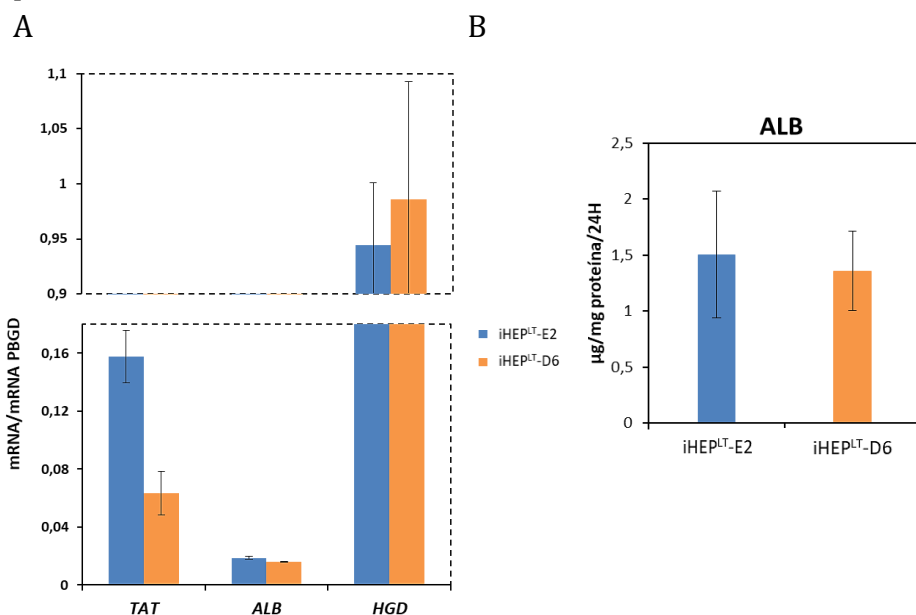 A
B
1,1
1,05
1
0,95
0,9
0,16
0,12
0,08
0,04
0
mRNA/mRNA PBGD
TAT
ALB
HGD
iHEPLT-E2
iHEPLT-D6
ALB
2,5
2
1,5
1
0,5
0
µg/mg proteína/24H
iHEPLT-E2
iHEPLT-D6